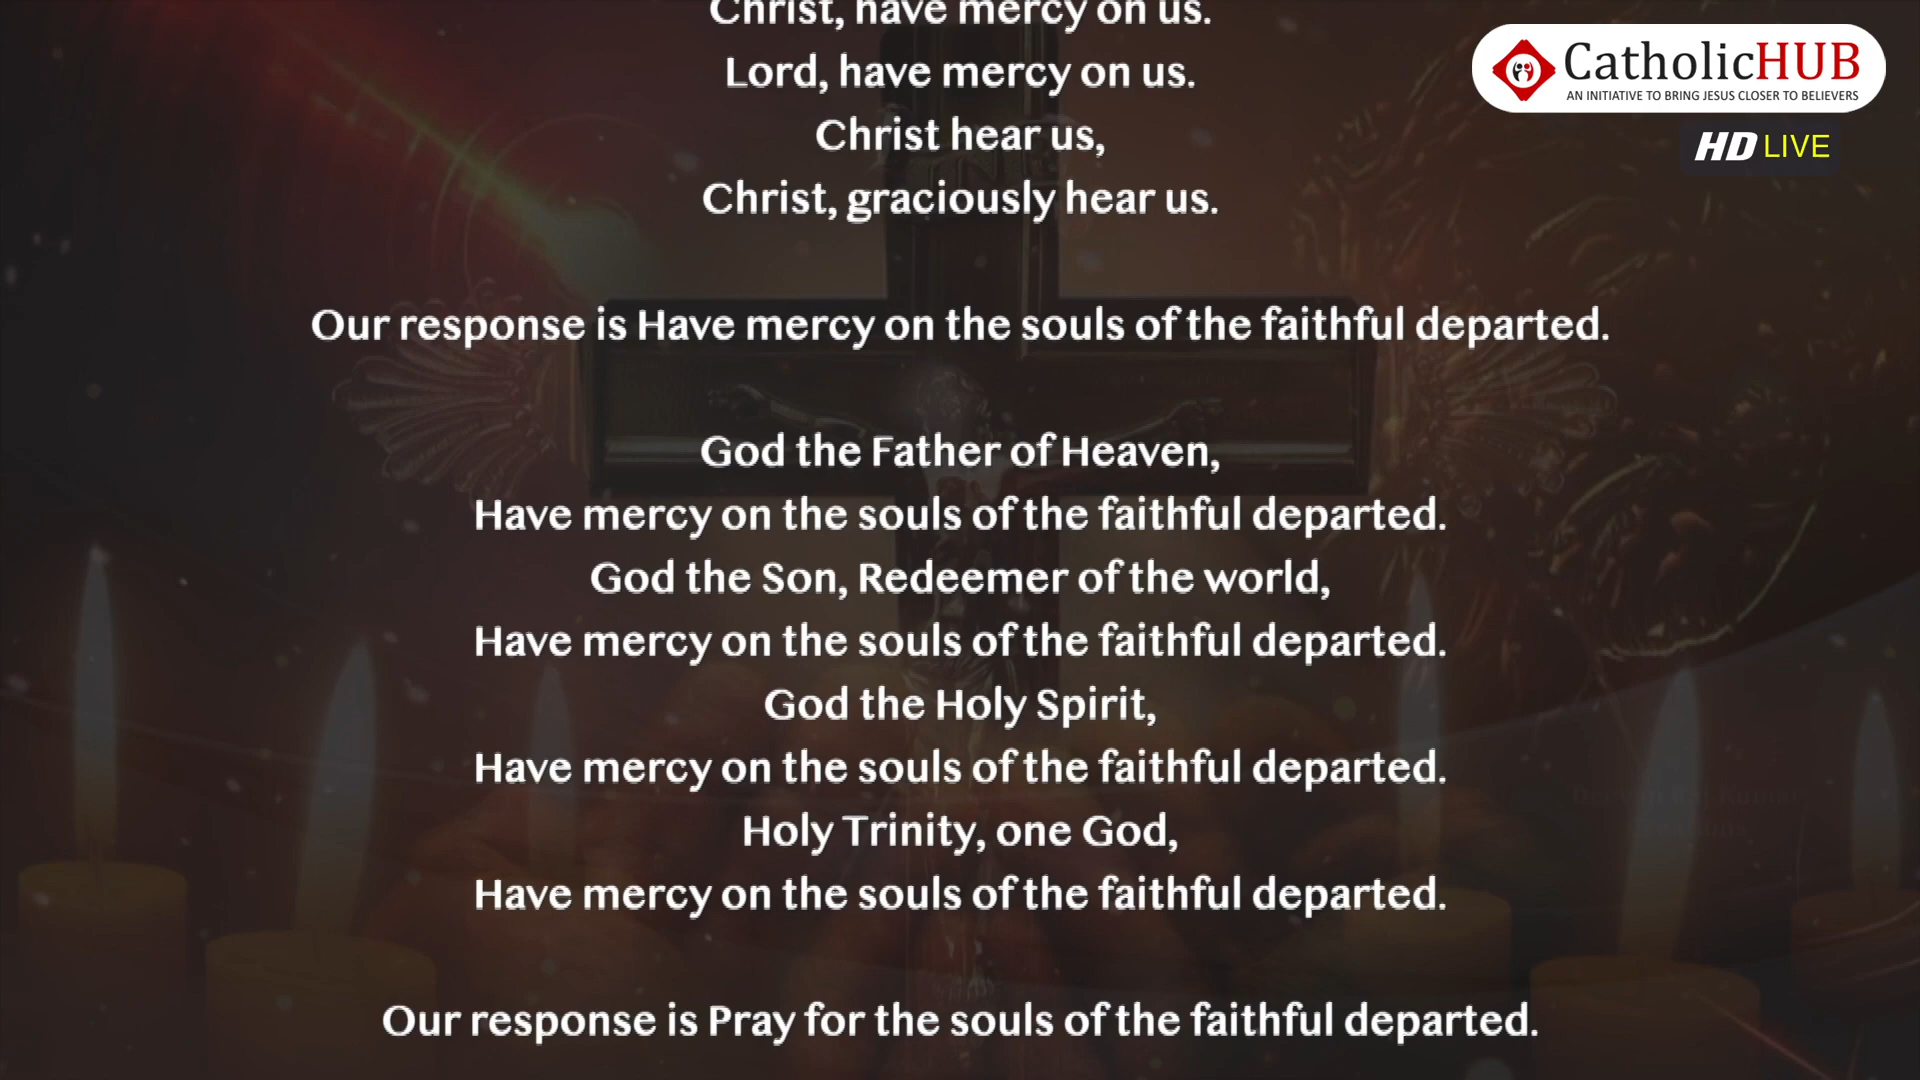 Christ, have mercy on us.
Lord, have mercy on us.
Christ hear us,
Christ, graciously hear us.
Our response is Have mercy on the souls of the faithful departed.
God the Father of Heaven,
Have mercy on the souls of the faithful departed.
God the Son, Redeemer of the world,
Have mercy on the souls of the faithful departed.
God the Holy Spirit,
Have mercy on the souls of the faithful departed.
Holy Trinity, one God,
Have mercy on the souls of the faithful departed.
Our response is Pray for the souls of the faithful departed.
CatholicHUB
AN INITIATIVE TO BRING JESUS CLOSER TO BELIEVERS
HD LIVE